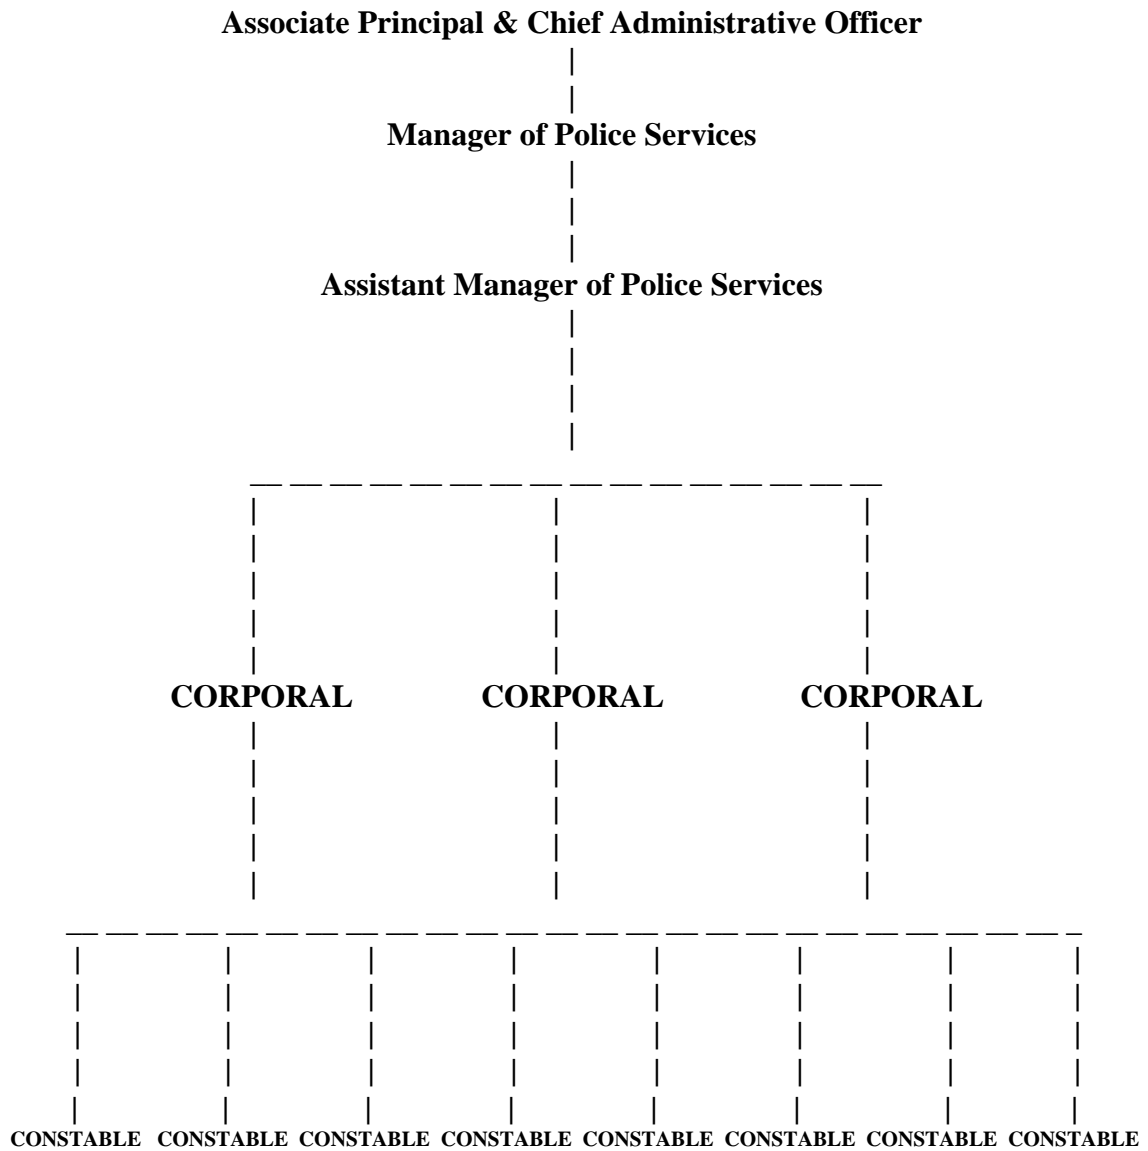 Associate Principal & Chief Administrative Officer
Manager of Police Services
Assistant Manager of Police Services
CORPORAL CORPORAL CORPORAL
CONSTABLE CONSTABLE CONSTABLE CONSTABLE CONSTABLE CONSTABLE CONSTABLE CONSTABLE